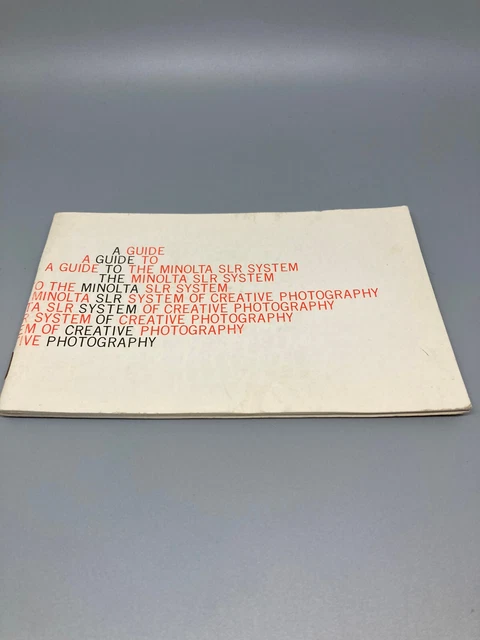 A GUIDE
A GUIDE TO
A GUIDE TO THE MINOLTA SLR SYSTEM
THE MINOLTA SLR SYSTEM
O THE MINOLTA SLR SYSTEM
MINOLTA SLR SYSTEM OF CREATIVE PHOTOGRAPHY
TA SLR SYSTEM OF CREATIVE PHOTOGRAPHY
R SYSTEM OF CREATIVE PHOTOGRAPHY
EM OF CREATIVE PHOTOGRAPHY
IVE PHOTOGRAPHY